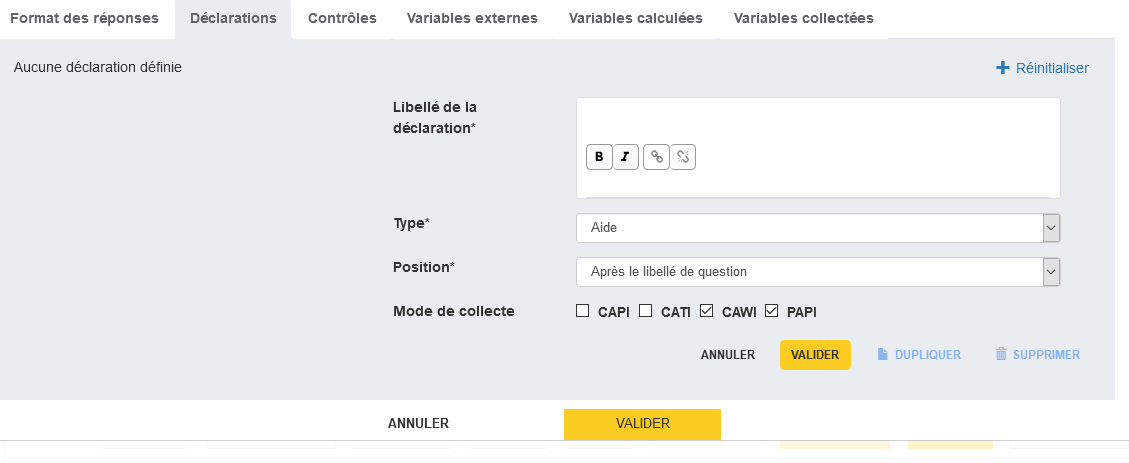 Format des réponses Déclarations Contrôles Variables externes Variables calculées Variables collectées
Aucune déclaration définie
Réinitialiser
Libellé de la
déclaration*
B I
Type*
Aide
Position*
Après le libellé de question
Mode de collecte
CAPI CATI CAWI PAPI
ANNULER VALIDER DUPLIQUER SUPPRIMER
ANNULER VALIDER